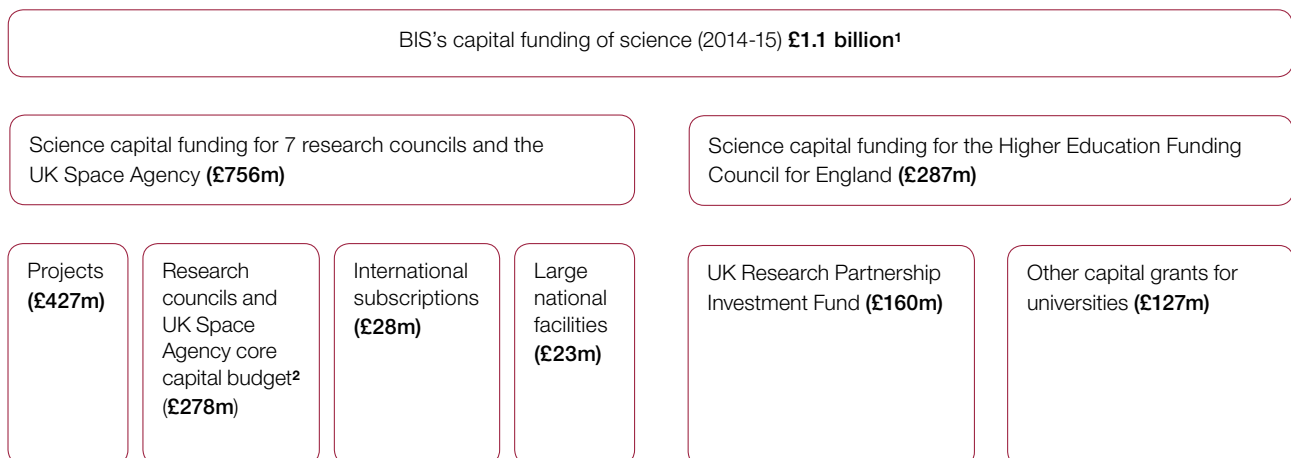 BIS's capital funding of science (2014-15) £1.1 billion¹
Science capital funding for 7 research councils and the
UK Space Agency (£756m)
Science capital funding for the Higher Education Funding
Council for England (£287m)
Projects
(£427m)
Research
councils and
UK Space
Agency core
capital budget²
(£278m)
International
subscriptions
(£28m)
Large
national
facilities
(£23m)
UK Research Partnership
Investment Fund (£160m)
Other capital grants for
universities (£127m)